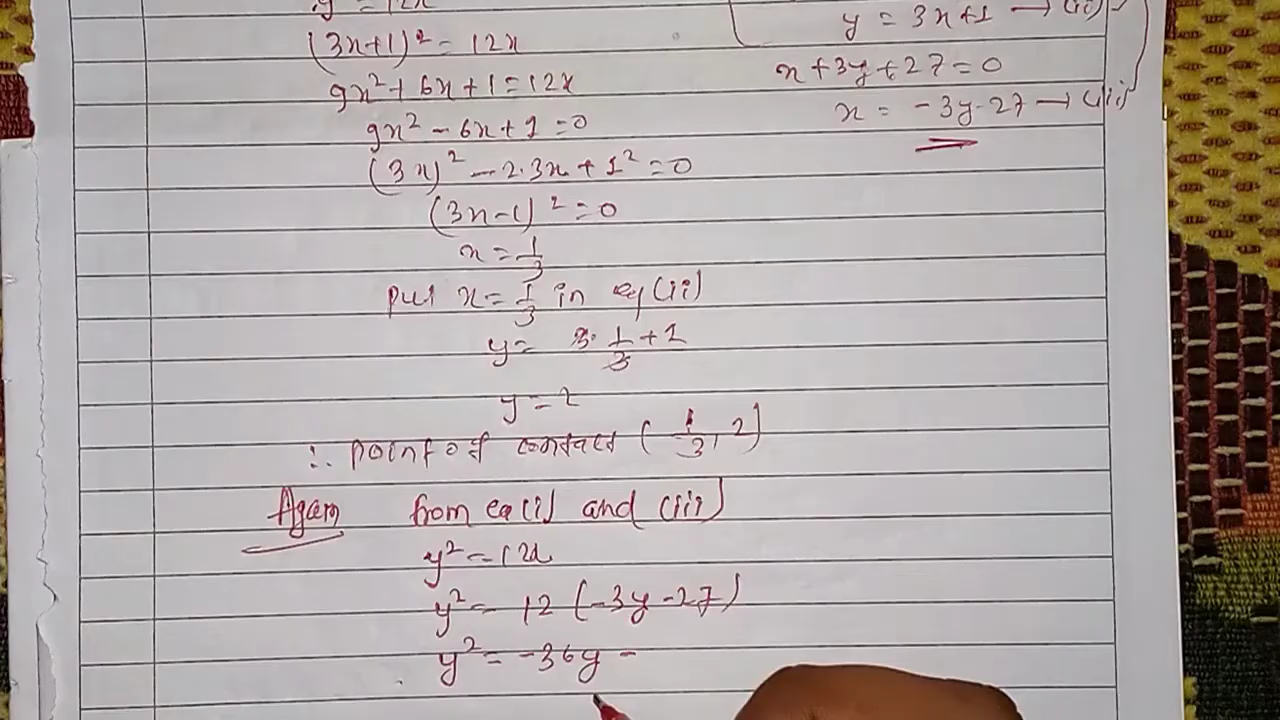 y = 12x
(3x+1)² = 12x
9x² + 6x + 1 = 12x
9x² - 6x + 1 = 0
(3x)² - 2.3x + 1² = 0
(3x-1)² = 0
x = 1/3
put x = 1/3 in eq (ii)
y = 3. 1/3 + 1
y = 2
∴ point of contact (1/3, 2)
Again from eq (i) and (iii)
y² = 12x
y² = 12 (-3y - 27)
y² = -36y -
y = 3x+1 → (ii)
x + 3y + 27 = 0
x = -3y - 27 → (iii)